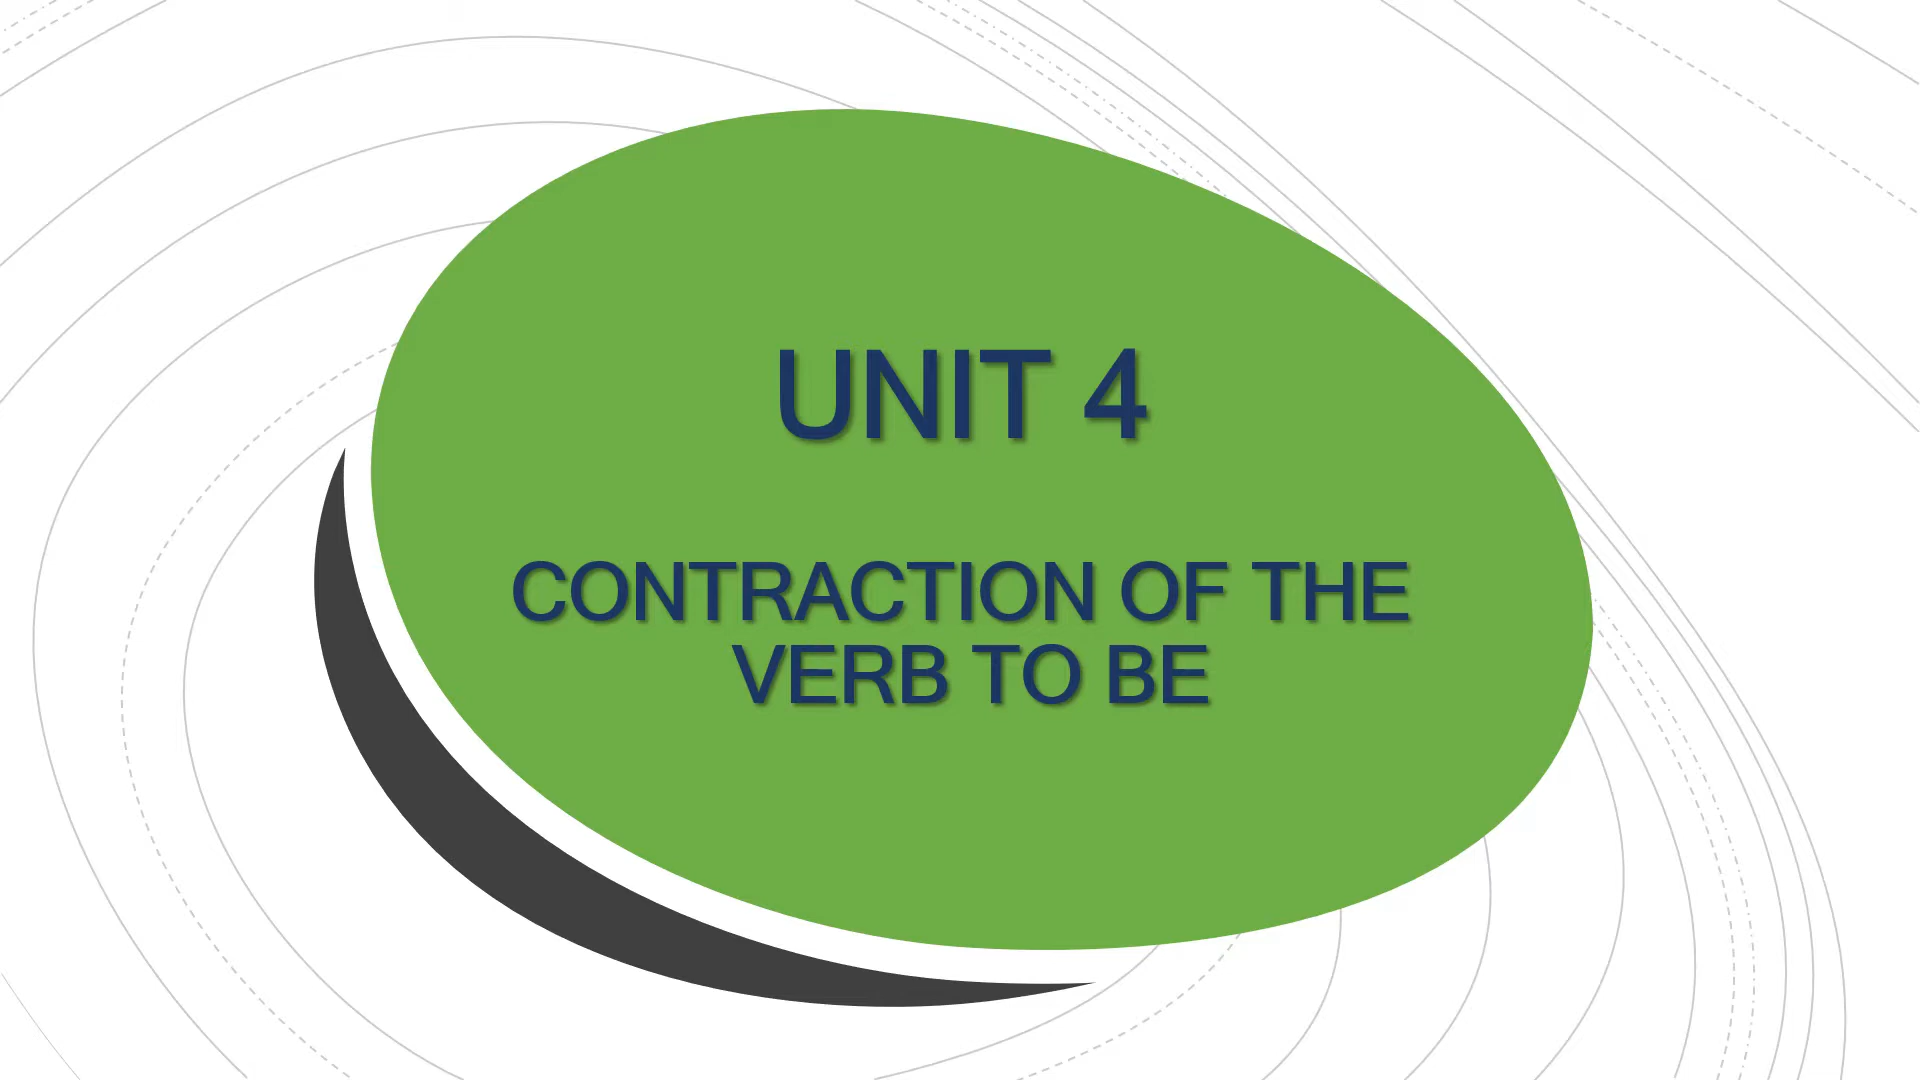 UNIT 4
CONTRACTION OF THE
VERB TO BE